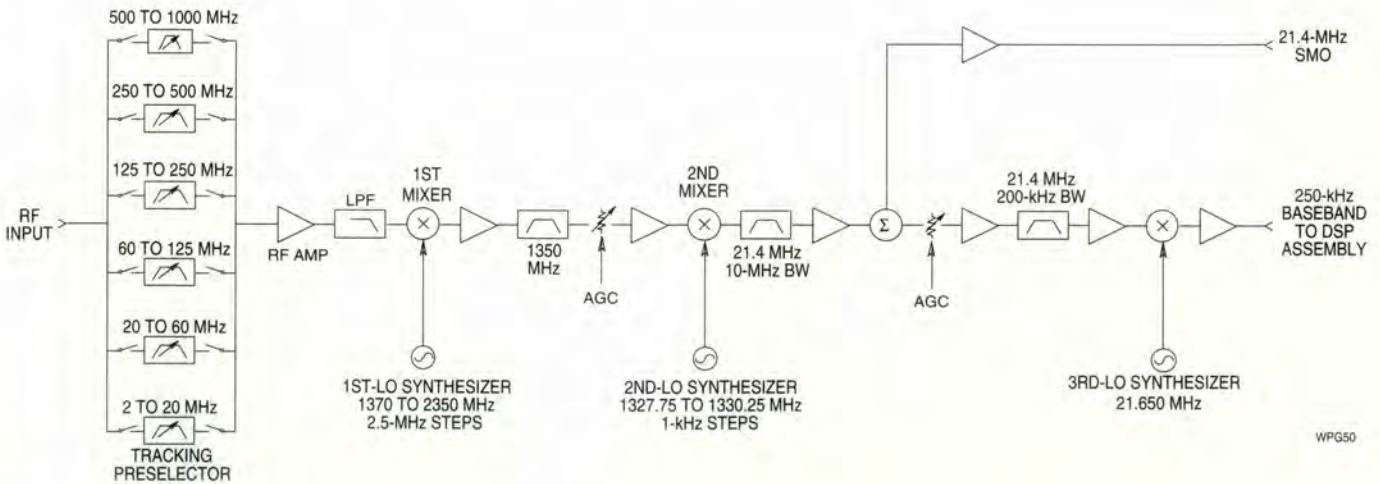 500 TO 1000 MHz
250 TO 500 MHz
125 TO 250 MHz
60 TO 125 MHz
20 TO 60 MHz
2 TO 20 MHz
TRACKING
PRESELECTOR
RF
INPUT
RF AMP
LPF
1ST
MIXER
1350
MHz
AGC
1ST-LO SYNTHESIZER
1370 TO 2350 MHz
2.5-MHz STEPS
2ND
MIXER
21.4 MHz
10-MHz BW
2ND-LO SYNTHESIZER
1327.75 TO 1330.25 MHz
1-kHz STEPS
Σ
AGC
21.4 MHz
200-kHz BW
3RD-LO SYNTHESIZER
21.650 MHz
21.4-MHz
SMO
250-kHz
BASEBAND
TO DSP
ASSEMBLY
WPG50